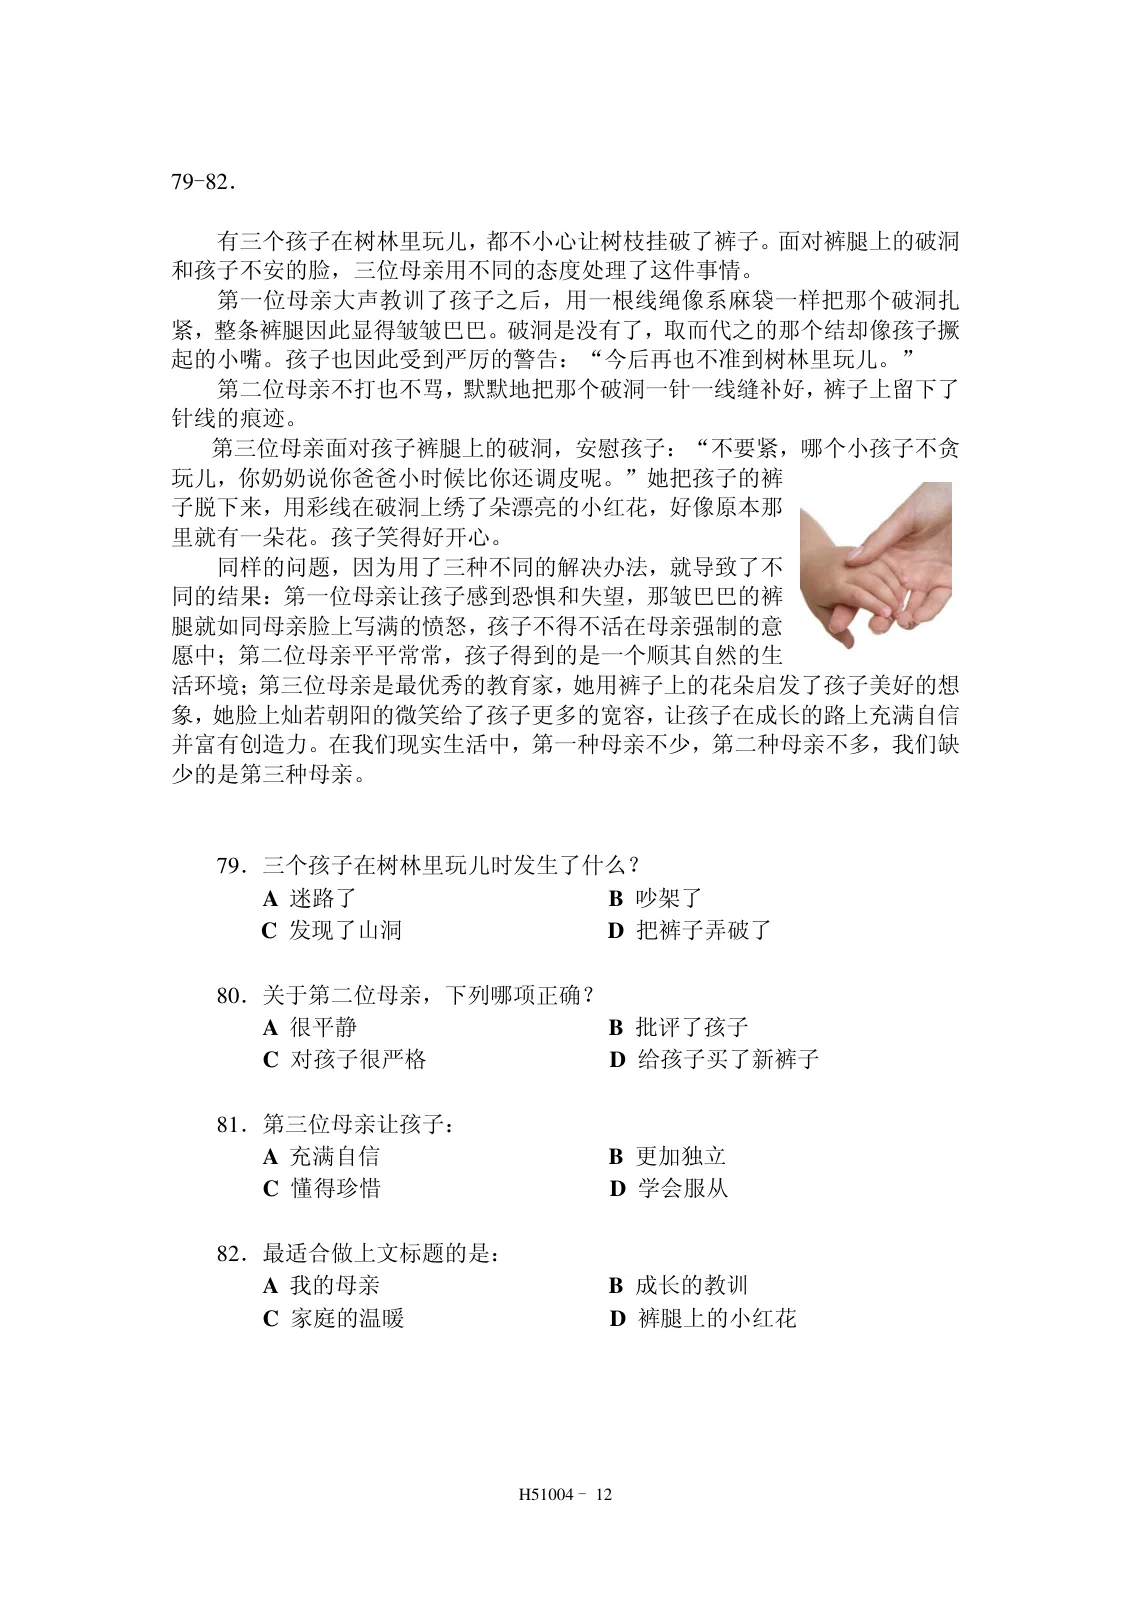 79-82．
有三个孩子在树林里玩儿，都不小心让树枝挂破了裤子。面对裤腿上的破洞
和孩子不安的脸，三位母亲用不同的态度处理了这件事情。
第一位母亲大声教训了孩子之后，用一根线绳像系麻袋一样把那个破洞扎
紧，整条裤腿因此显得皱皱巴巴。破洞是没有了，取而代之的那个结却像孩子撅
起的小嘴。孩子也因此受到严厉的警告：“今后再也不准到树林里玩儿。”
第二位母亲不打也不骂，默默地把那个破洞一针一线缝补好，裤子上留下了
针线的痕迹。
第三位母亲面对孩子裤腿上的破洞，安慰孩子：“不要紧，哪个小孩子不贪
玩儿，你奶奶说你爸爸小时候比你还调皮呢。”她把孩子的裤
子脱下来，用彩线在破洞上绣了朵漂亮的小红花，好像原本那
里就有一朵花。孩子笑得好开心。
同样的问题，因为用了三种不同的解决办法，就导致了不
同的结果：第一位母亲让孩子感到恐惧和失望，那皱巴巴的裤
腿就如同母亲脸上写满的愤怒，孩子不得不活在母亲强制的意
愿中；第二位母亲平平常常，孩子得到的是一个顺其自然的生
活环境；第三位母亲是最优秀的教育家，她用裤子上的花朵启发了孩子美好的想
象，她脸上灿若朝阳的微笑给了孩子更多的宽容，让孩子在成长的路上充满自信
并富有创造力。在我们现实生活中，第一种母亲不少，第二种母亲不多，我们缺
少的是第三种母亲。
79．三个孩子在树林里玩儿时发生了什么？
A 迷路了 B 吵架了
C 发现了山洞 D 把裤子弄破了
80．关于第二位母亲，下列哪项正确？
A 很平静 B 批评了孩子
C 对孩子很严格 D 给孩子买了新裤子
81．第三位母亲让孩子：
A 充满自信 B 更加独立
C 懂得珍惜 D 学会服从
82．最适合做上文标题的是：
A 我的母亲 B 成长的教训
C 家庭的温暖 D 裤腿上的小红花
H51004－ 12